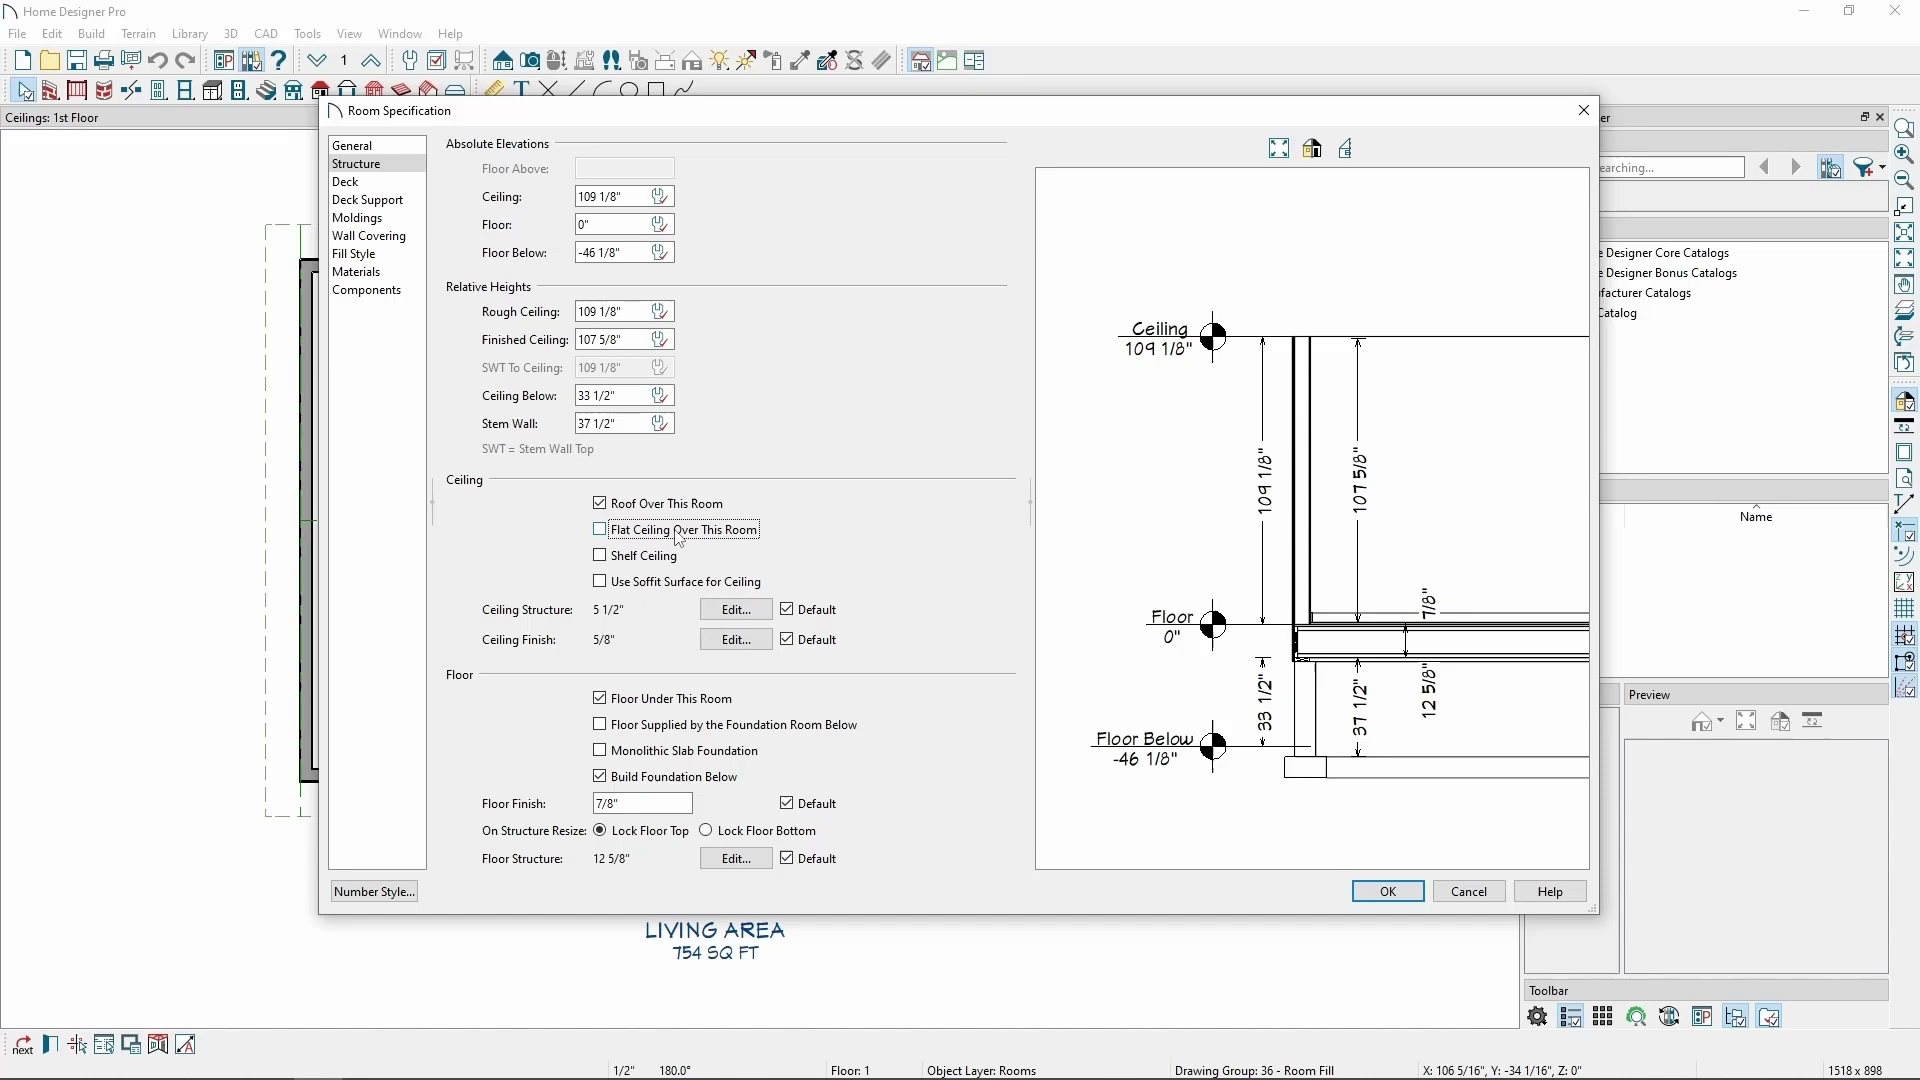 Home Designer Pro
File Edit Build Terrain Library 3D CAD Tools View Window Help
1
Ceilings: 1st Floor
Room Specification
er
General
Structure
Deck
Deck Support
Moldings
Wall Covering
Fill Style
Materials
Components
Absolute Elevations
Floor Above:
Ceiling: 109 1/8"
Floor: 0"
Floor Below: -46 1/8"
Relative Heights
Rough Ceiling: 109 1/8"
Finished Ceiling: 107 5/8"
SWT To Ceiling: 109 1/8"
Ceiling Below: 33 1/2"
Stem Wall: 37 1/2"
SWT = Stem Wall Top
Ceiling
Roof Over This Room
Flat Ceiling Over This Room
Shelf Ceiling
Use Soffit Surface for Ceiling
Ceiling Structure: 5 1/2" Edit... Default
Ceiling Finish: 5/8" Edit... Default
Floor
Floor Under This Room
Floor Supplied by the Foundation Room Below
Monolithic Slab Foundation
Build Foundation Below
Floor Finish: 7/8" Default
On Structure Resize: Lock Floor Top Lock Floor Bottom
Floor Structure: 12 5/8" Edit... Default
Number Style...
Ceiling
109 1/8"
109 1/8"
107 5/8"
Floor
0"
7/8"
33 1/2"
37 1/2"
12 5/8"
Floor Below
-46 1/8"
OK Cancel Help
earching...
e Designer Core Catalogs
e Designer Bonus Catalogs
facturer Catalogs
Catalog
Name
Preview
Toolbar
LIVING AREA
754 SQ FT
next
1/2" 180.0° Floor: 1 Object Layer: Rooms Drawing Group: 36 - Room Fill X: 106 5/16", Y: -34 1/16", Z: 0" 1518 x 898